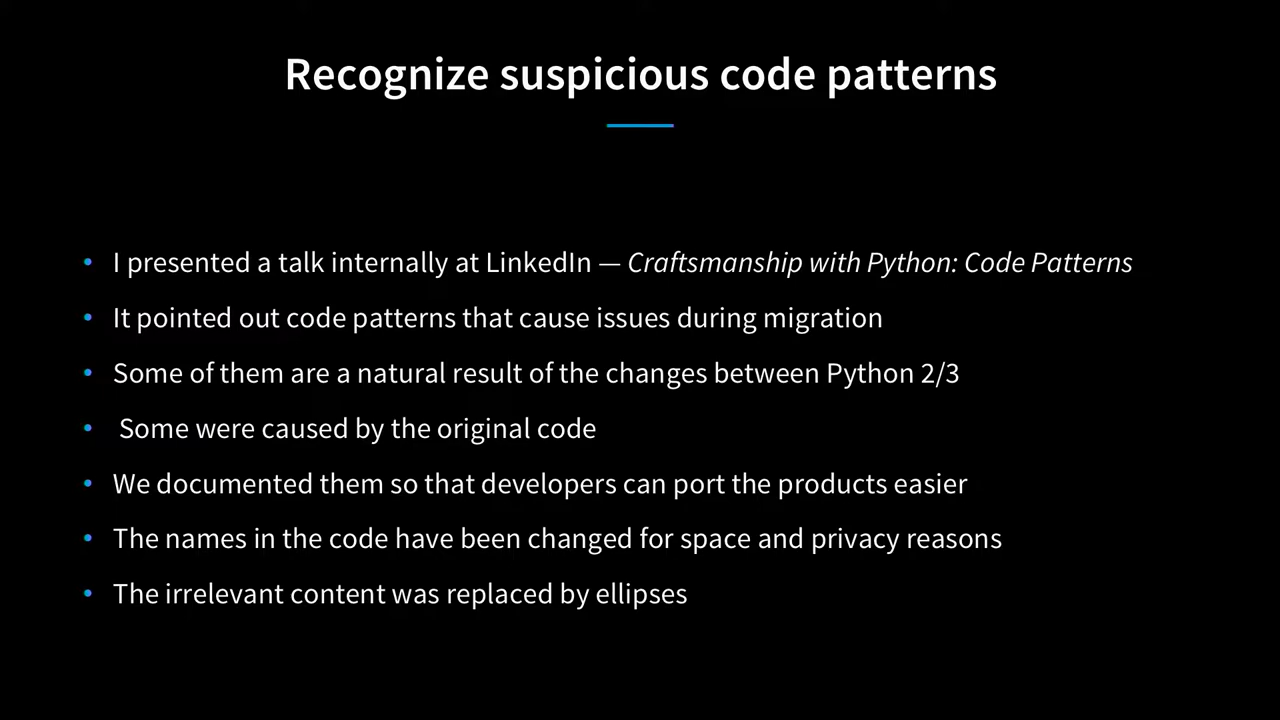 Recognize suspicious code patterns
• I presented a talk internally at LinkedIn — Craftsmanship with Python: Code Patterns
• It pointed out code patterns that cause issues during migration
• Some of them are a natural result of the changes between Python 2/3
• Some were caused by the original code
• We documented them so that developers can port the products easier
• The names in the code have been changed for space and privacy reasons
• The irrelevant content was replaced by ellipses